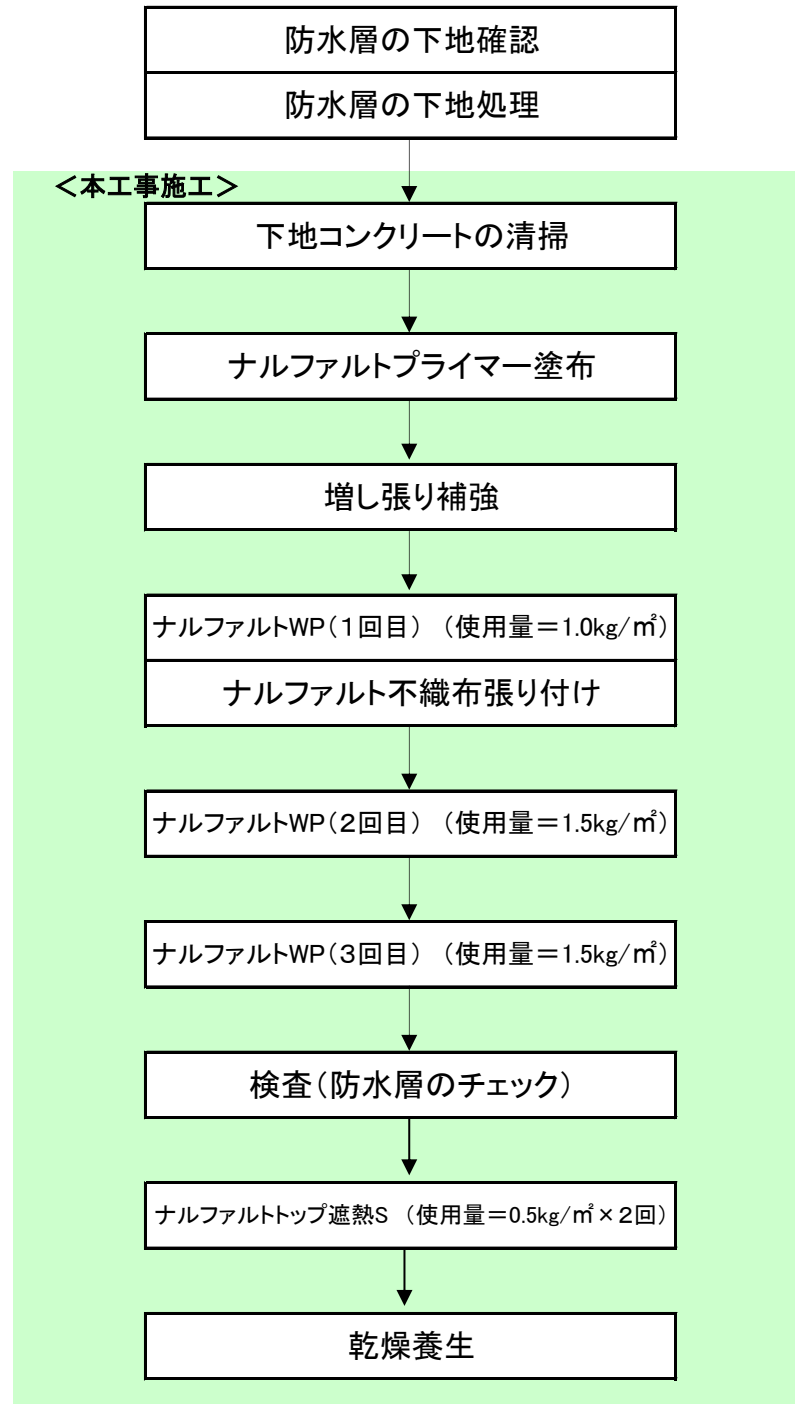 防水層の下地確認
防水層の下地処理
＜本工事施工＞
下地コンクリートの清掃
ナルファルトプライマー塗布
増し張り補強
ナルファルトWP（１回目）　（使用量＝1.0kg/㎡）
ナルファルト不織布張り付け
ナルファルトWP（２回目）　（使用量＝1.5kg/㎡）
ナルファルトWP（３回目）　（使用量＝1.5kg/㎡）
検査（防水層のチェック）
ナルファルトトップ遮熱S　（使用量＝0.5kg/㎡×２回）
乾燥養生